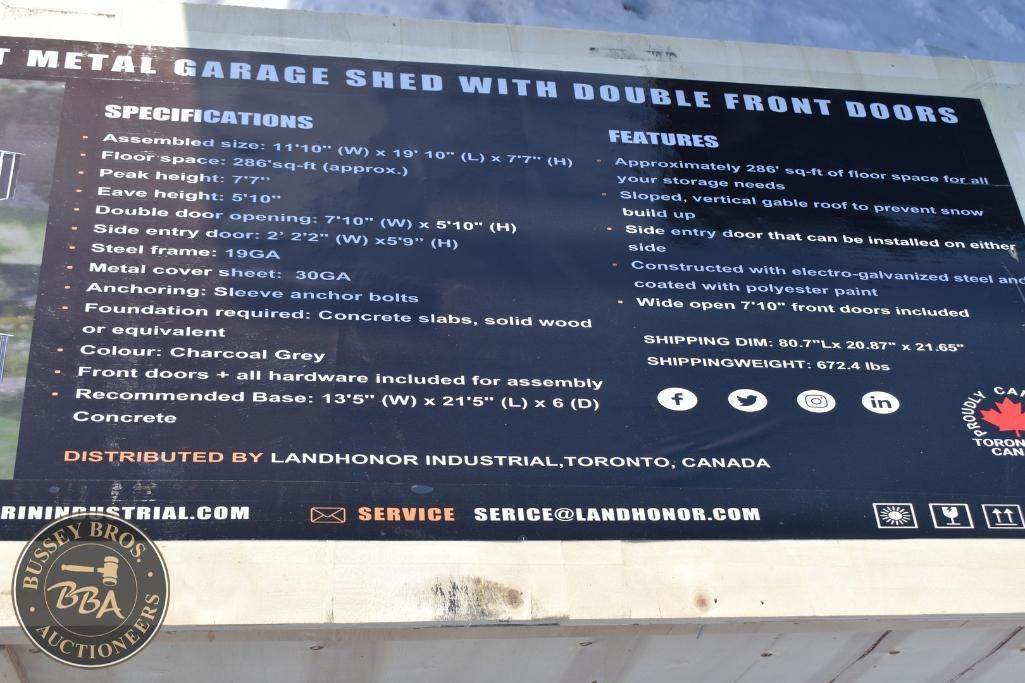 T METAL GARAGE SHED WITH DOUBLE FRONT DOORS
SPECIFICATIONS
Assembled size: 11'10" (W) x 19' 10" (L) x 7'7" (H)
Floor space: 286'sq-ft (approx.)
Peak height: 7'7"
Eave height: 5'10"
Double door opening: 7'10" (W) x 5'10" (H)
Side entry door: 2' 2'2" (W) x5'9" (H)
Steel frame: 19GA
Metal cover sheet: 30GA
Anchoring: Sleeve anchor bolts
Foundation required: Concrete slabs, solid wood
or equivalent
Colour: Charcoal Grey
Front doors + all hardware included for assembly
Recommended Base: 13'5" (W) x 21'5" (L) x 6 (D)
Concrete
FEATURES
Approximately 286' sq-ft of floor space for all
your storage needs
Sloped, vertical gable roof to prevent snow
build up
Side entry door that can be installed on either
side
Constructed with electro-galvanized steel and
coated with polyester paint
Wide open 7'10" front doors included
SHIPPING DIM: 80.7"Lx 20.87" x 21.65"
SHIPPINGWEIGHT: 672.4 lbs
f
in
PROUDLY CA
TORON
CAN
DISTRIBUTED BY LANDHONOR INDUSTRIAL,TORONTO, CANADA
RININDUSTRIAL.COM
SERVICE SERICE@LANDHONOR.COM
BUSSEY BROS.
BBA
AUCTIONEERS